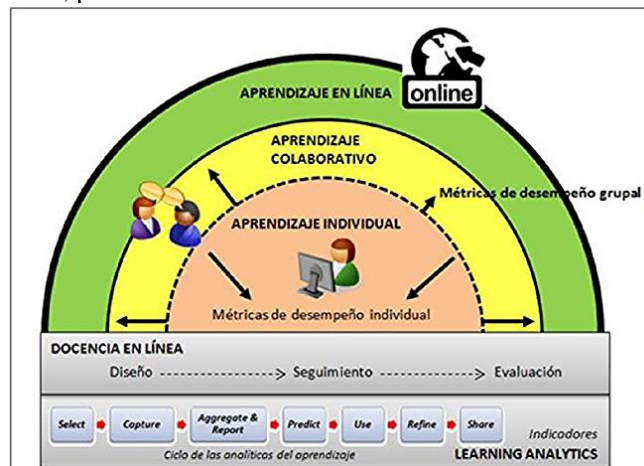 APRENDIZAJE EN LÍNEA
online
APRENDIZAJE
COLABORATIVO
Métricas de desempeño grupal
APRENDIZAJE INDIVIDUAL
Métricas de desempeño individual
DOCENCIA EN LÍNEA
Diseño
Seguimiento
Evaluación
Select
Capture
Aggregate &
Report
Predict
Use
Refine
Share
Indicadores
Ciclo de las analíticas del aprendizaje
LEARNING ANALYTICS